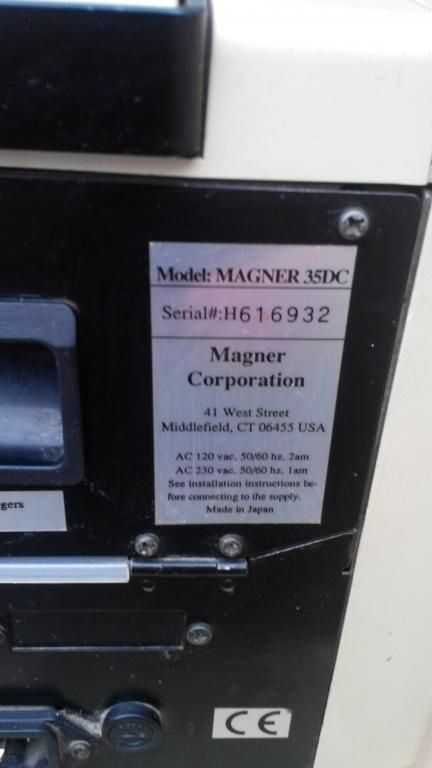 Model: MAGNER 35DC
Serial#:H616932
Magner
Corporation
41 West Street
Middlefield, CT 06455 USA
AC 120 vac. 50/60 hz. 2am
AC 230 vac. 50/60 hz. 1am
See installation instructions be-
fore connecting to the supply.
Made in Japan
gers
CE